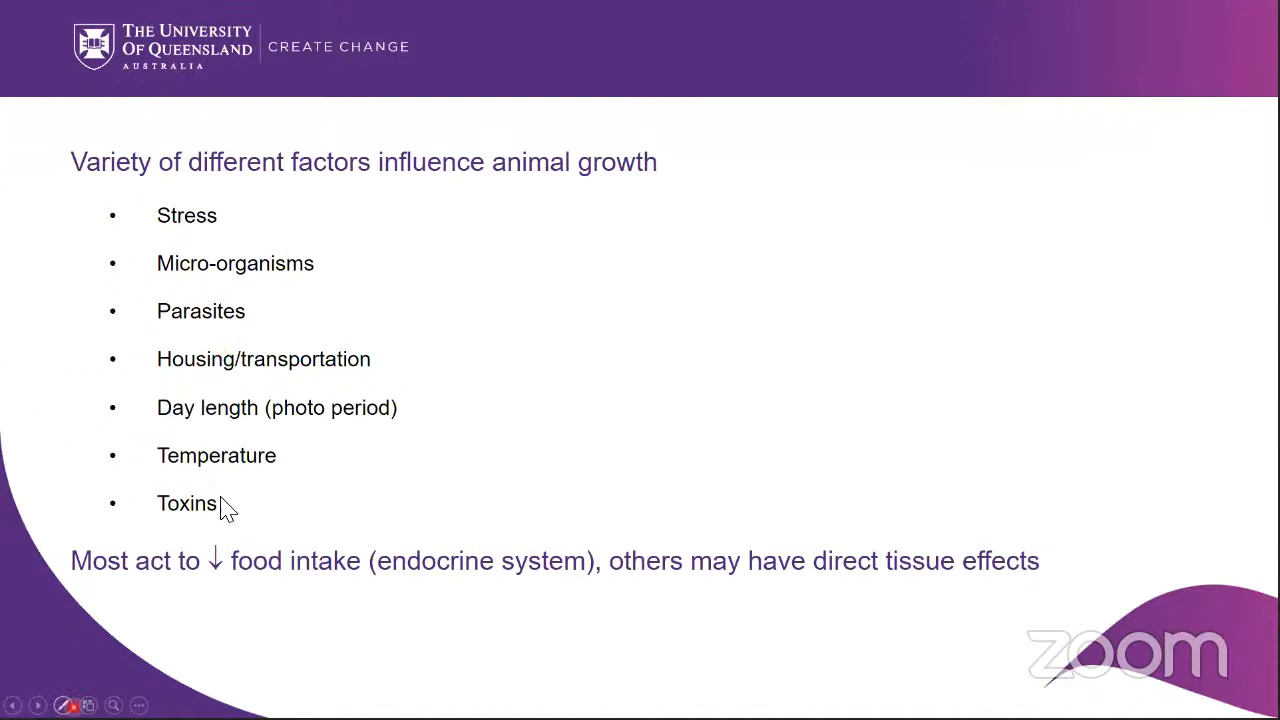 THE UNIVERSITY
OF QUEENSLAND
AUSTRALIA
CREATE CHANGE
Variety of different factors influence animal growth
• Stress
• Micro-organisms
• Parasites
• Housing/transportation
• Day length (photo period)
• Temperature
• Toxins
Most act to ↓ food intake (endocrine system), others may have direct tissue effects
zoom